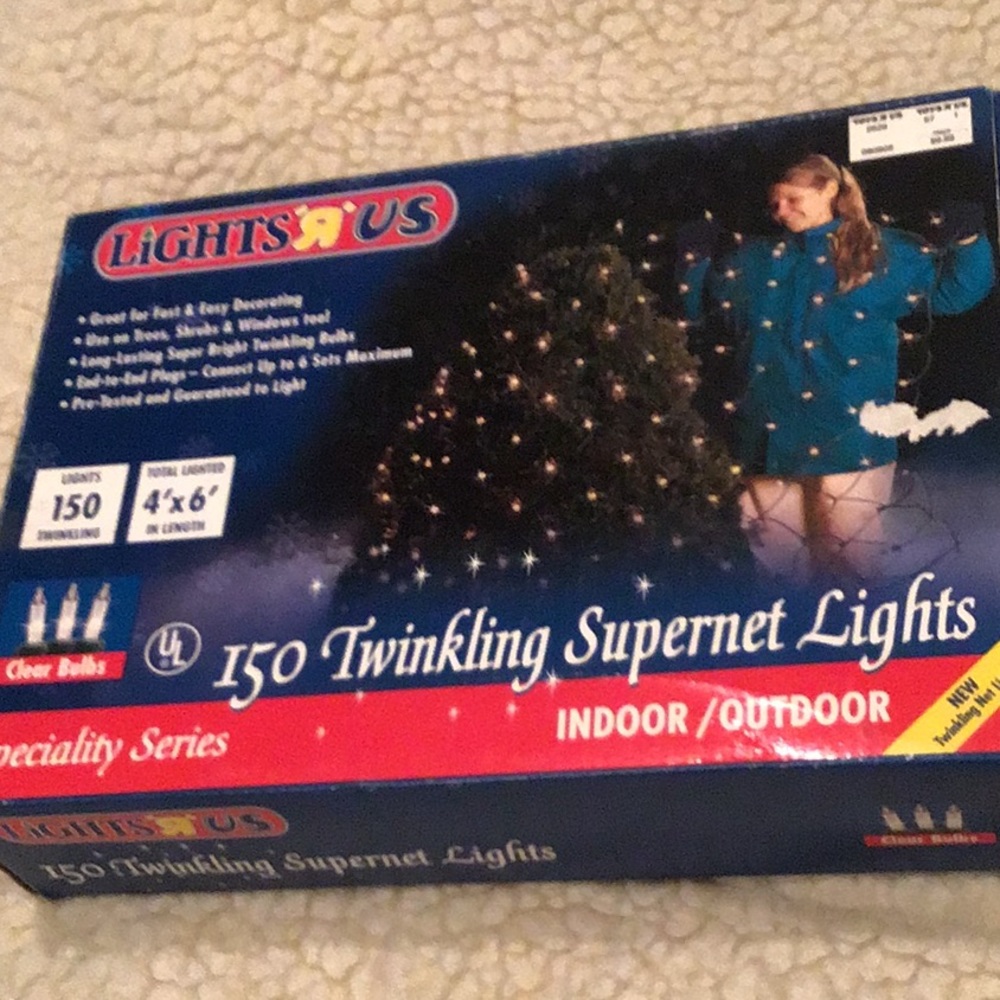 LiGHTS "R" US
• Great for Fast & Easy Decorating
• Use on Trees, Shrubs & Windows too!
• Long-Lasting Super Bright Twinkling Bulbs
• End-to-End Plugs – Connect Up to 6 Sets Maximum
• Pre-Tested and Guaranteed to Light
LIGHTS
150
TWINKLING
TOTAL LIGHTED
4'x6'
IN LENGTH
Clear Bulbs
UL
150 Twinkling Supernet Lights
INDOOR /OUTDOOR
NEW
Twinkling Net
peciality Series
LiGHTS "R" US
150 Twinkling Supernet Lights
Clear Bulbs